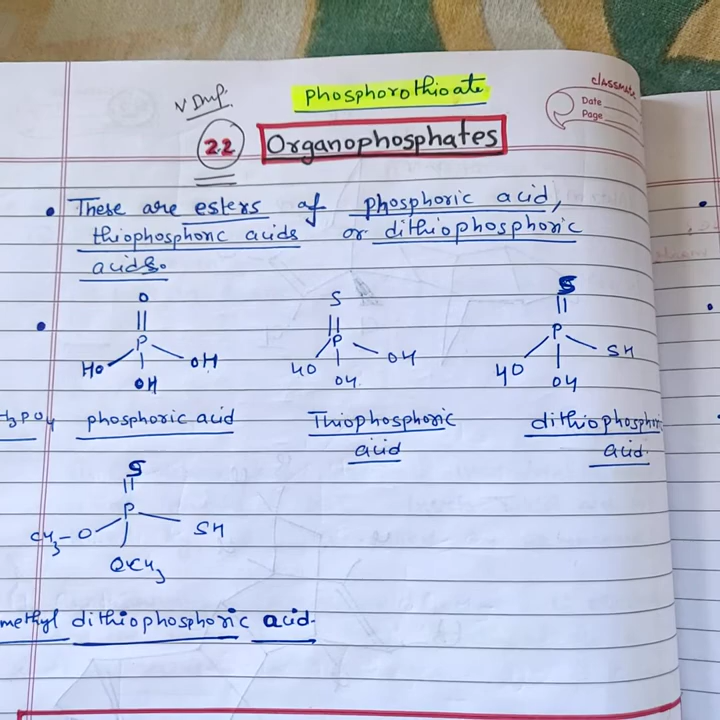 Phosphorothioate
classmate
Date
Page
V Imp.
22 Organophosphates
• These are esters of phosphoric acid,
thiophosphoric acids or dithiophosphoric
acids.
O S S
P P P
HO OH HO OH HO SH
OH OH OH
H3PO4 phosphoric acid Thiophosphoric dithiophosphoric
acid acid.
S
P
CH3-O SH
OCH3
methyl dithiophosphoric acid.